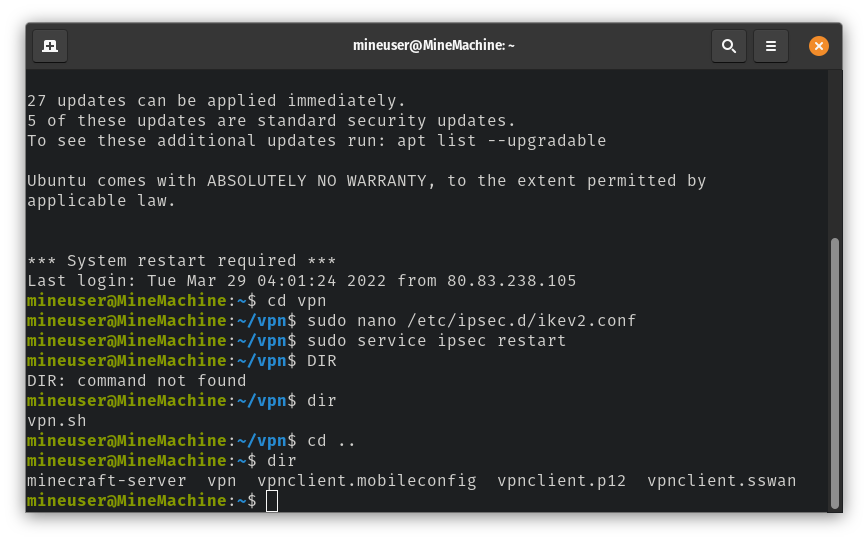 mineuser@MineMachine: ~
27 updates can be applied immediately.
5 of these updates are standard security updates.
To see these additional updates run: apt list --upgradable
Ubuntu comes with ABSOLUTELY NO WARRANTY, to the extent permitted by
applicable law.
*** System restart required ***
Last login: Tue Mar 29 04:01:24 2022 from 80.83.238.105
mineuser@MineMachine:~$ cd vpn
mineuser@MineMachine:~/vpn$ sudo nano /etc/ipsec.d/ikev2.conf
mineuser@MineMachine:~/vpn$ sudo service ipsec restart
mineuser@MineMachine:~/vpn$ DIR
DIR: command not found
mineuser@MineMachine:~/vpn$ dir
vpn.sh
mineuser@MineMachine:~/vpn$ cd ..
mineuser@MineMachine:~$ dir
minecraft-server  vpn  vpnclient.mobileconfig  vpnclient.p12  vpnclient.sswan
mineuser@MineMachine:~$